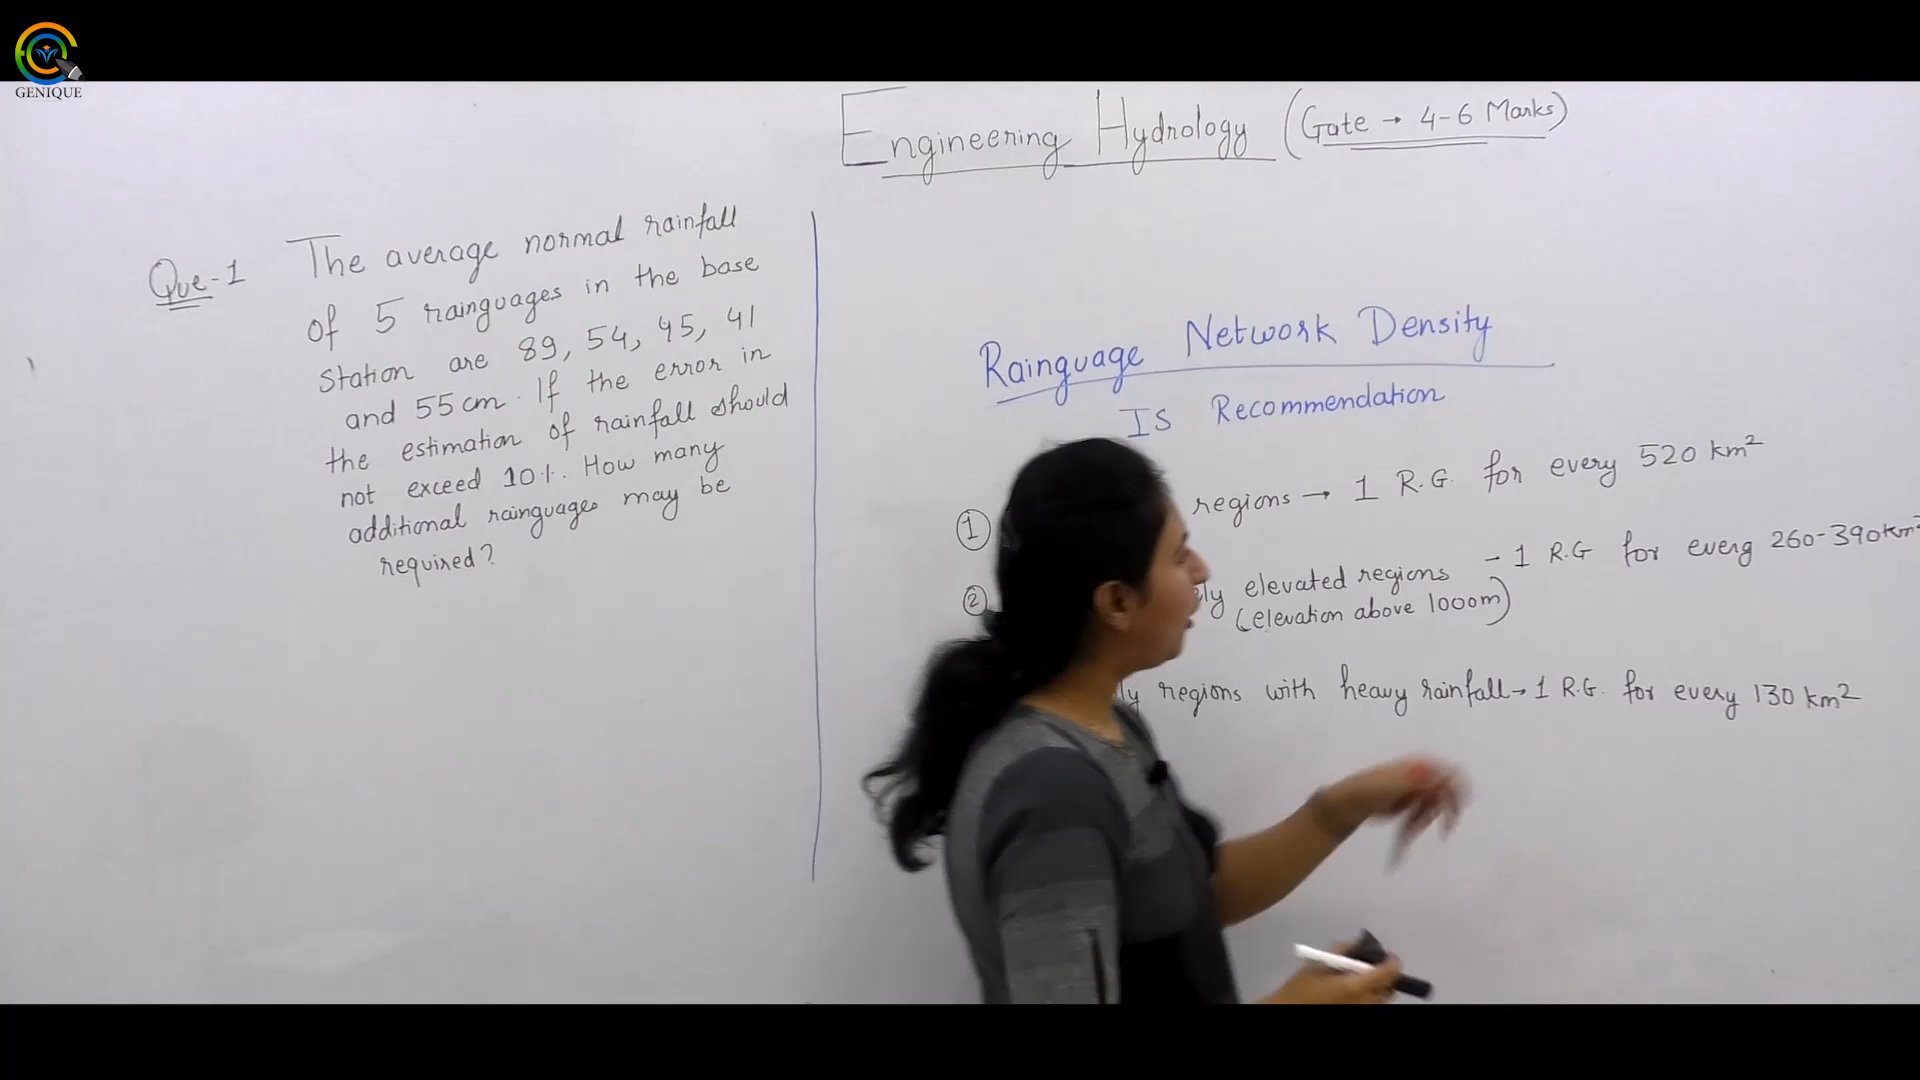 GENIQUE
Engineering Hydrology (Gate → 4-6 Marks)
Que-1 The average normal rainfall
of 5 rainguages in the base
station are 89, 54, 45, 41
and 55 cm. If the error in
the estimation of rainfall should
not exceed 10%. How many
additional rainguages may be
required?
Rainguage Network Density
IS Recommendation
1 regions → 1 R.G. for every 520 km²
2 elevated regions - 1 R.G for every 260-390 km²
(elevation above 1000m)
regions with heavy rainfall → 1 R.G. for every 130 km²